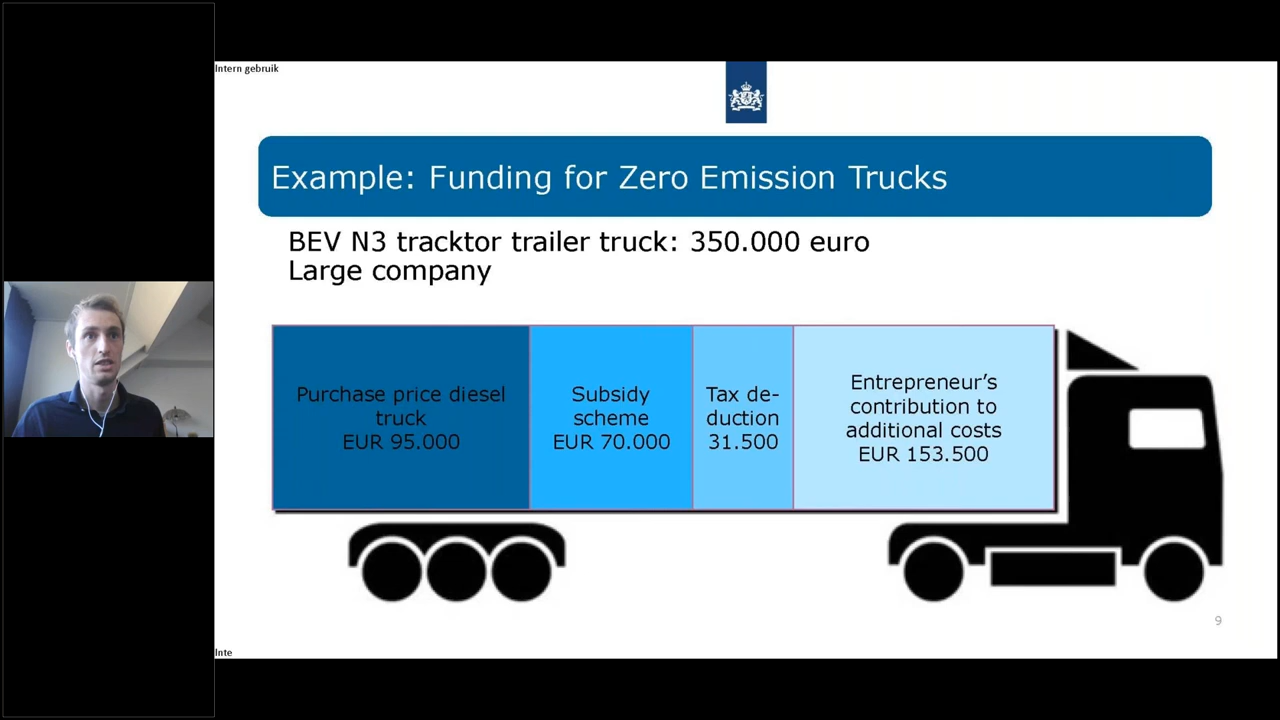 Intern gebruik
Example: Funding for Zero Emission Trucks
BEV N3 tracktor trailer truck: 350.000 euro
Large company
Purchase price diesel
truck
EUR 95.000
Subsidy
scheme
EUR 70.000
Tax de-
duction
31.500
Entrepreneur’s
contribution to
additional costs
EUR 153.500
9
Inte